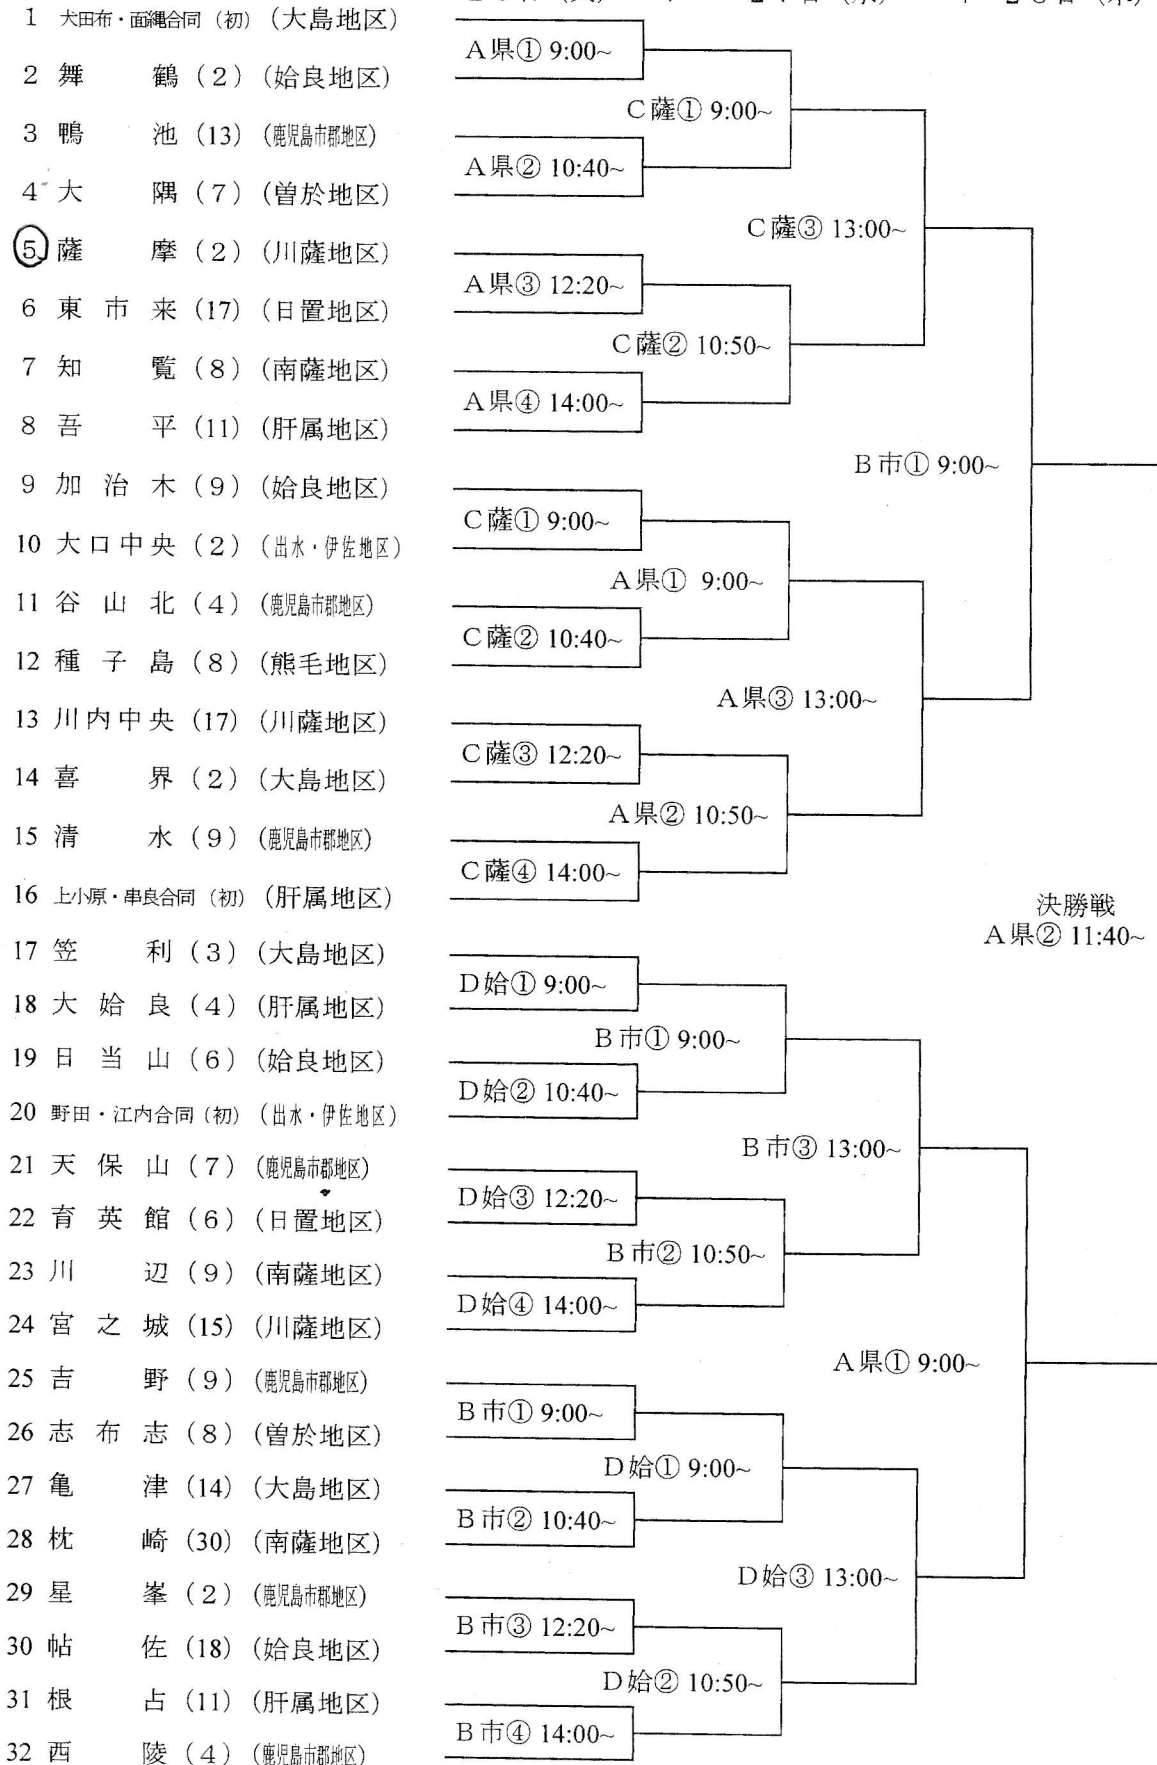 1 犬田布・面縄合同 (初) (大島地区)
2 舞鶴 (2) (姶良地区)
3 鴨池 (13) (鹿児島市郡地区)
4 大隅 (7) (曽於地区)
5 薩摩 (2) (川薩地区)
6 東市来 (17) (日置地区)
7 知覧 (8) (南薩地区)
8 吾平 (11) (肝属地区)
9 加治木 (9) (姶良地区)
10 大口中央 (2) (出水・伊佐地区)
11 谷山北 (4) (鹿児島市郡地区)
12 種子島 (8) (熊毛地区)
13 川内中央 (17) (川薩地区)
14 喜界 (2) (大島地区)
15 清水 (9) (鹿児島市郡地区)
16 上小原・串良合同 (初) (肝属地区)
17 笠利 (3) (大島地区)
18 大姶良 (4) (肝属地区)
19 日当山 (6) (姶良地区)
20 野田・江内合同 (初) (出水・伊佐地区)
21 天保山 (7) (鹿児島市郡地区)
22 育英館 (6) (日置地区)
23 川辺 (9) (南薩地区)
24 宮之城 (15) (川薩地区)
25 吉野 (9) (鹿児島市郡地区)
26 志布志 (8) (曽於地区)
27 亀津 (14) (大島地区)
28 枕崎 (30) (南薩地区)
29 星峯 (2) (鹿児島市郡地区)
30 帖佐 (18) (姶良地区)
31 根占 (11) (肝属地区)
32 西陵 (4) (鹿児島市郡地区)
A県① 9:00~
A県② 10:40~
A県③ 12:20~
A県④ 14:00~
C薩① 9:00~
C薩② 10:40~
C薩③ 12:20~
C薩④ 14:00~
D姶① 9:00~
D姶② 10:40~
D姶③ 12:20~
D姶④ 14:00~
B市① 9:00~
B市② 10:40~
B市③ 12:20~
B市④ 14:00~
C薩① 9:00~
C薩② 10:50~
A県① 9:00~
A県② 10:50~
B市① 9:00~
B市② 10:50~
D姶① 9:00~
D姶② 10:50~
C薩③ 13:00~
A県③ 13:00~
B市③ 13:00~
D姶③ 13:00~
B市① 9:00~
A県① 9:00~
決勝戦
A県② 11:40~